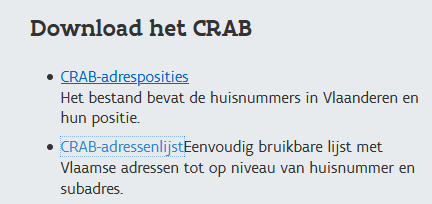 Download het CRAB
• CRAB-adresposities
Het bestand bevat de huisnummers in Vlaanderen en
hun positie.
• CRAB-adressenlijstEenvoudig bruikbare lijst met
Vlaamse adressen tot op niveau van huisnummer en
subadres.